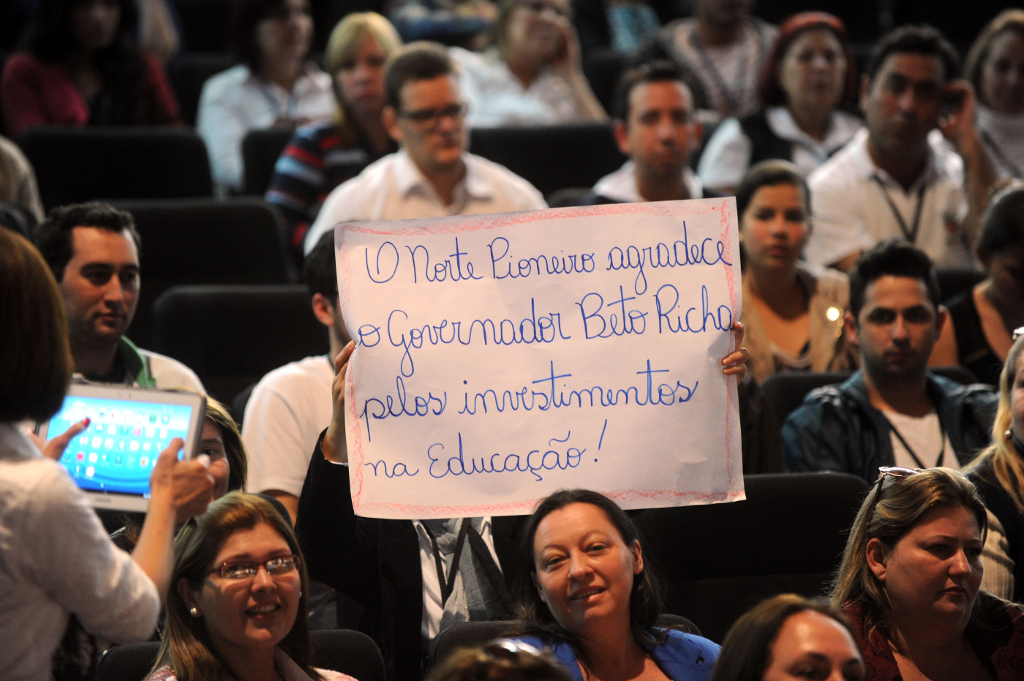 O Norte Pioneiro agradece
o Governador Beto Richa
pelos investimentos
na Educação!